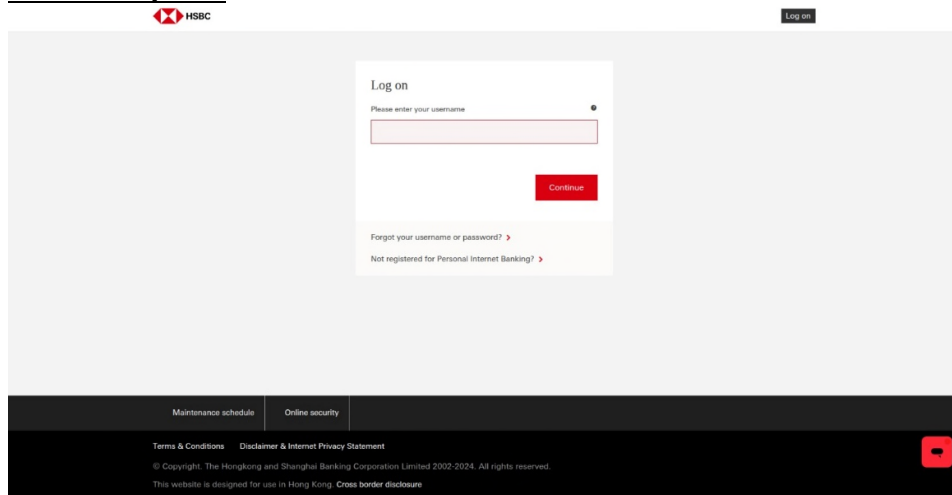 HSBC
Log on
Log on
Please enter your username
Continue
Forgot your username or password?
Not registered for Personal Internet Banking?
Maintenance schedule Online security
Terms & Conditions Disclaimer & Internet Privacy Statement
© Copyright. The Hongkong and Shanghai Banking Corporation Limited 2002-2024. All rights reserved.
This website is designed for use in Hong Kong. Cross border disclosure